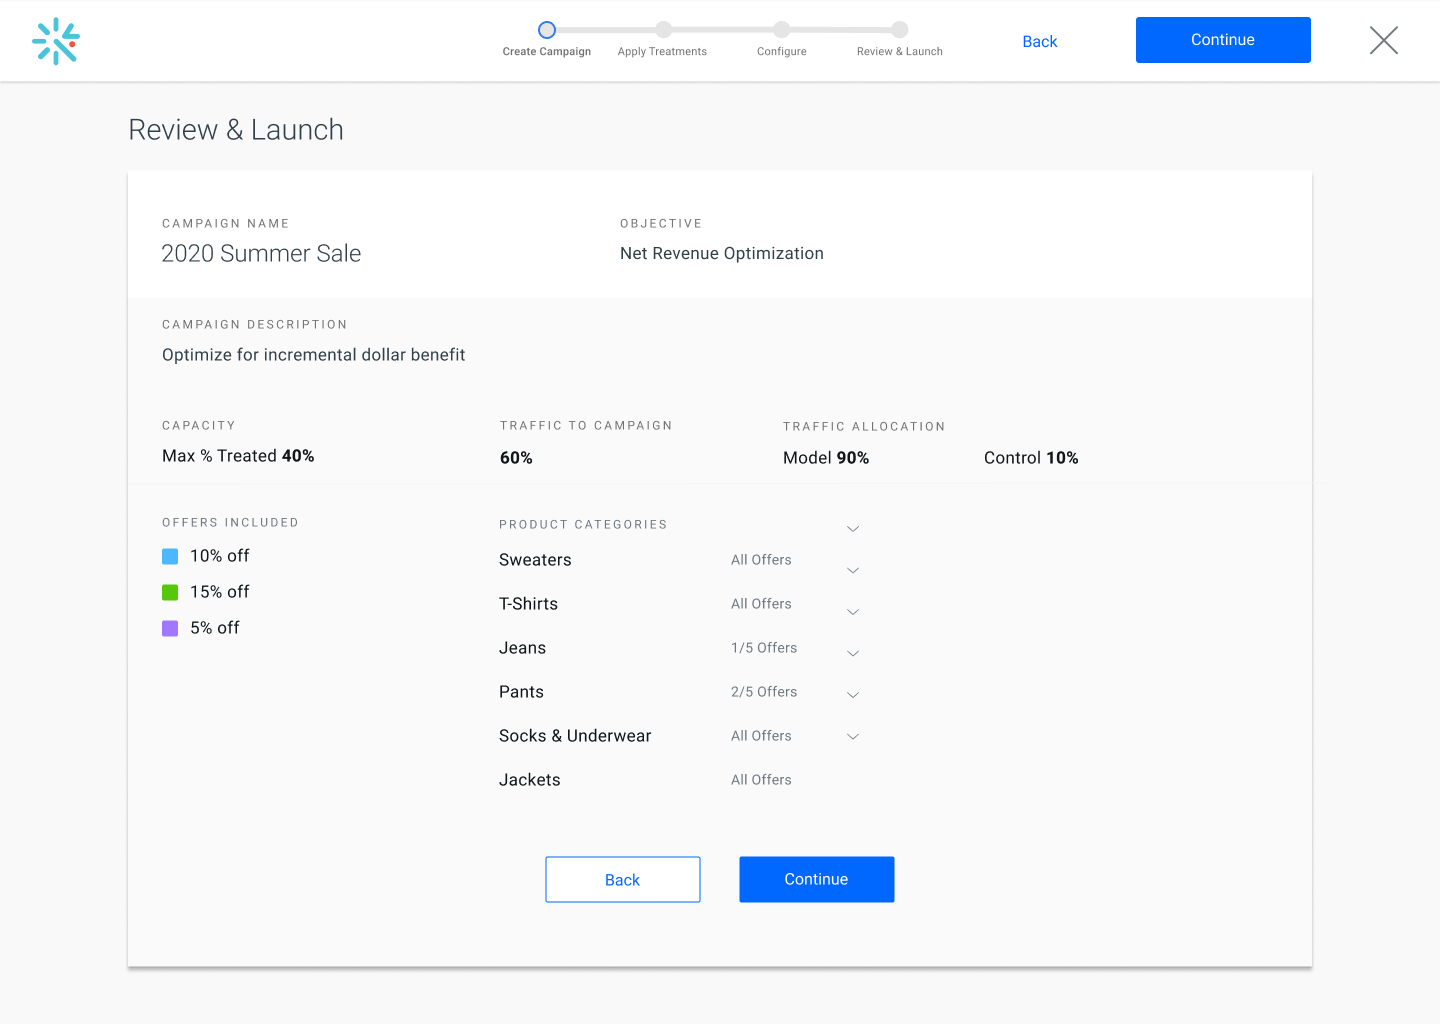 Create Campaign
Apply Treatments
Configure
Review & Launch
Back
Continue
Review & Launch
CAMPAIGN NAME
2020 Summer Sale
OBJECTIVE
Net Revenue Optimization
CAMPAIGN DESCRIPTION
Optimize for incremental dollar benefit
CAPACITY
Max % Treated 40%
TRAFFIC TO CAMPAIGN
60%
TRAFFIC ALLOCATION
Model 90%
Control 10%
OFFERS INCLUDED
10% off
15% off
5% off
PRODUCT CATEGORIES
Sweaters
All Offers
T-Shirts
All Offers
Jeans
1/5 Offers
Pants
2/5 Offers
Socks & Underwear
All Offers
Jackets
All Offers
Back
Continue